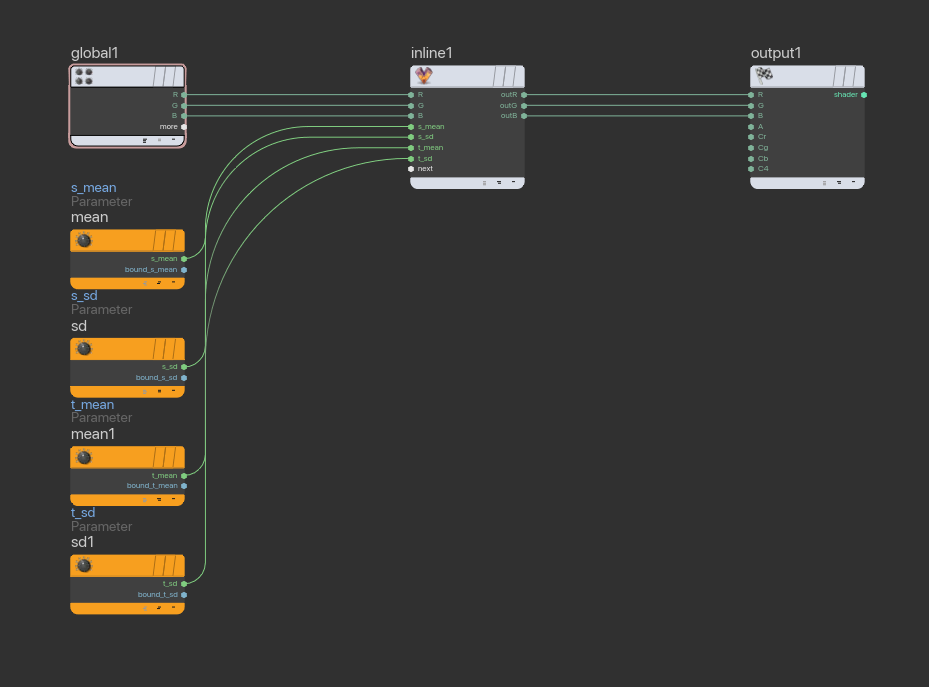 global1
R
G
B
more
inline1
R
G
B
s_mean
s_sd
t_mean
t_sd
next
outR
outG
outB
output1
R
G
B
A
Cr
Cg
Cb
C4
shader
s_mean
Parameter
mean
s_mean
bound_s_mean
s_sd
Parameter
sd
s_sd
bound_s_sd
t_mean
Parameter
mean1
t_mean
bound_t_mean
t_sd
Parameter
sd1
t_sd
bound_t_sd